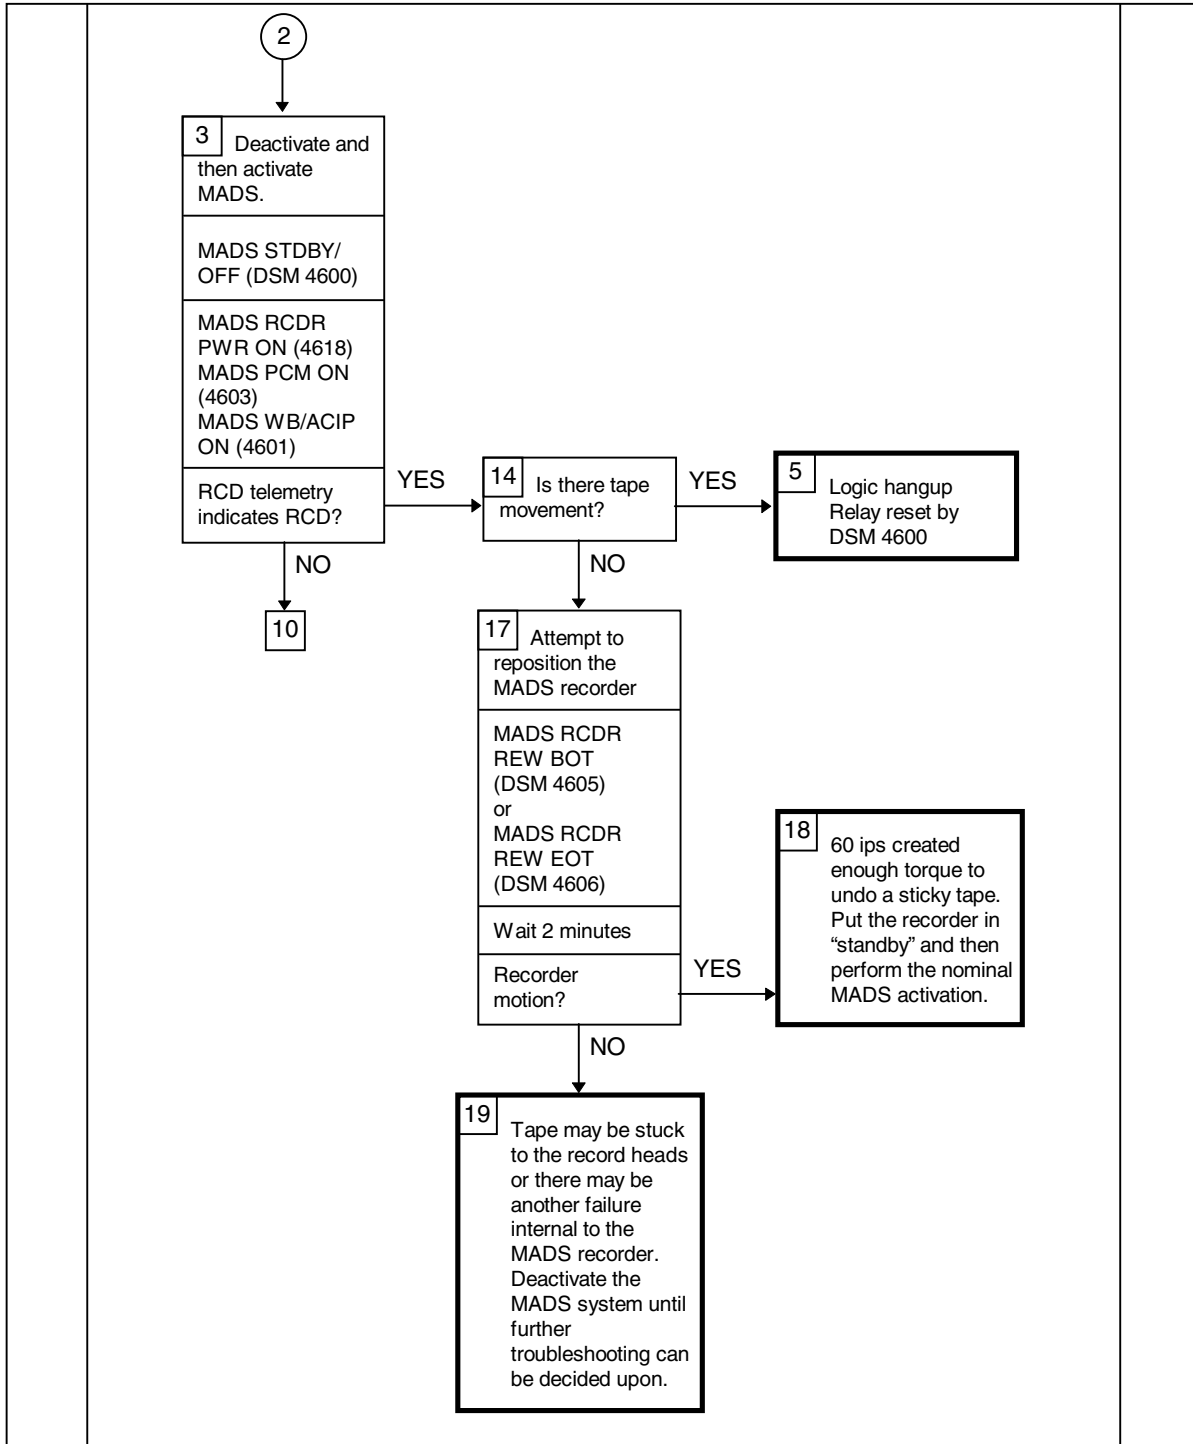 2
3 Deactivate and
then activate
MADS.
MADS STDBY/
OFF (DSM 4600)
MADS RCDR
PWR ON (4618)
MADS PCM ON
(4603)
MADS WB/ACIP
ON (4601)
RCD telemetry
indicates RCD?
YES
NO
10
14 Is there tape
movement?
YES
NO
5 Logic hangup
Relay reset by
DSM 4600
17 Attempt to
reposition the
MADS recorder
MADS RCDR
REW BOT
(DSM 4605)
or
MADS RCDR
REW EOT
(DSM 4606)
Wait 2 minutes
Recorder
motion?
YES
NO
18 60 ips created
enough torque to
undo a sticky tape.
Put the recorder in
“standby” and then
perform the nominal
MADS activation.
19 Tape may be stuck
to the record heads
or there may be
another failure
internal to the
MADS recorder.
Deactivate the
MADS system until
further
troubleshooting can
be decided upon.